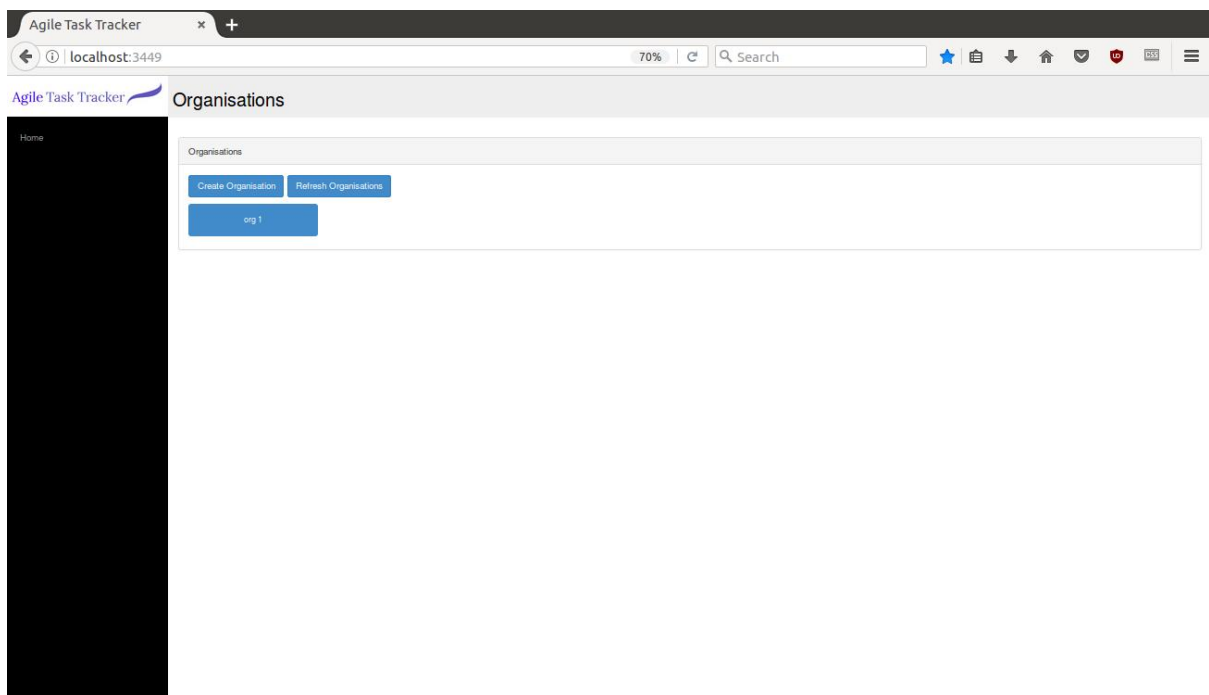 Agile Task Tracker
localhost:3449 70% Search
Agile Task Tracker
Organisations
Home
Organisations
Create Organisation Refresh Organisations
org 1